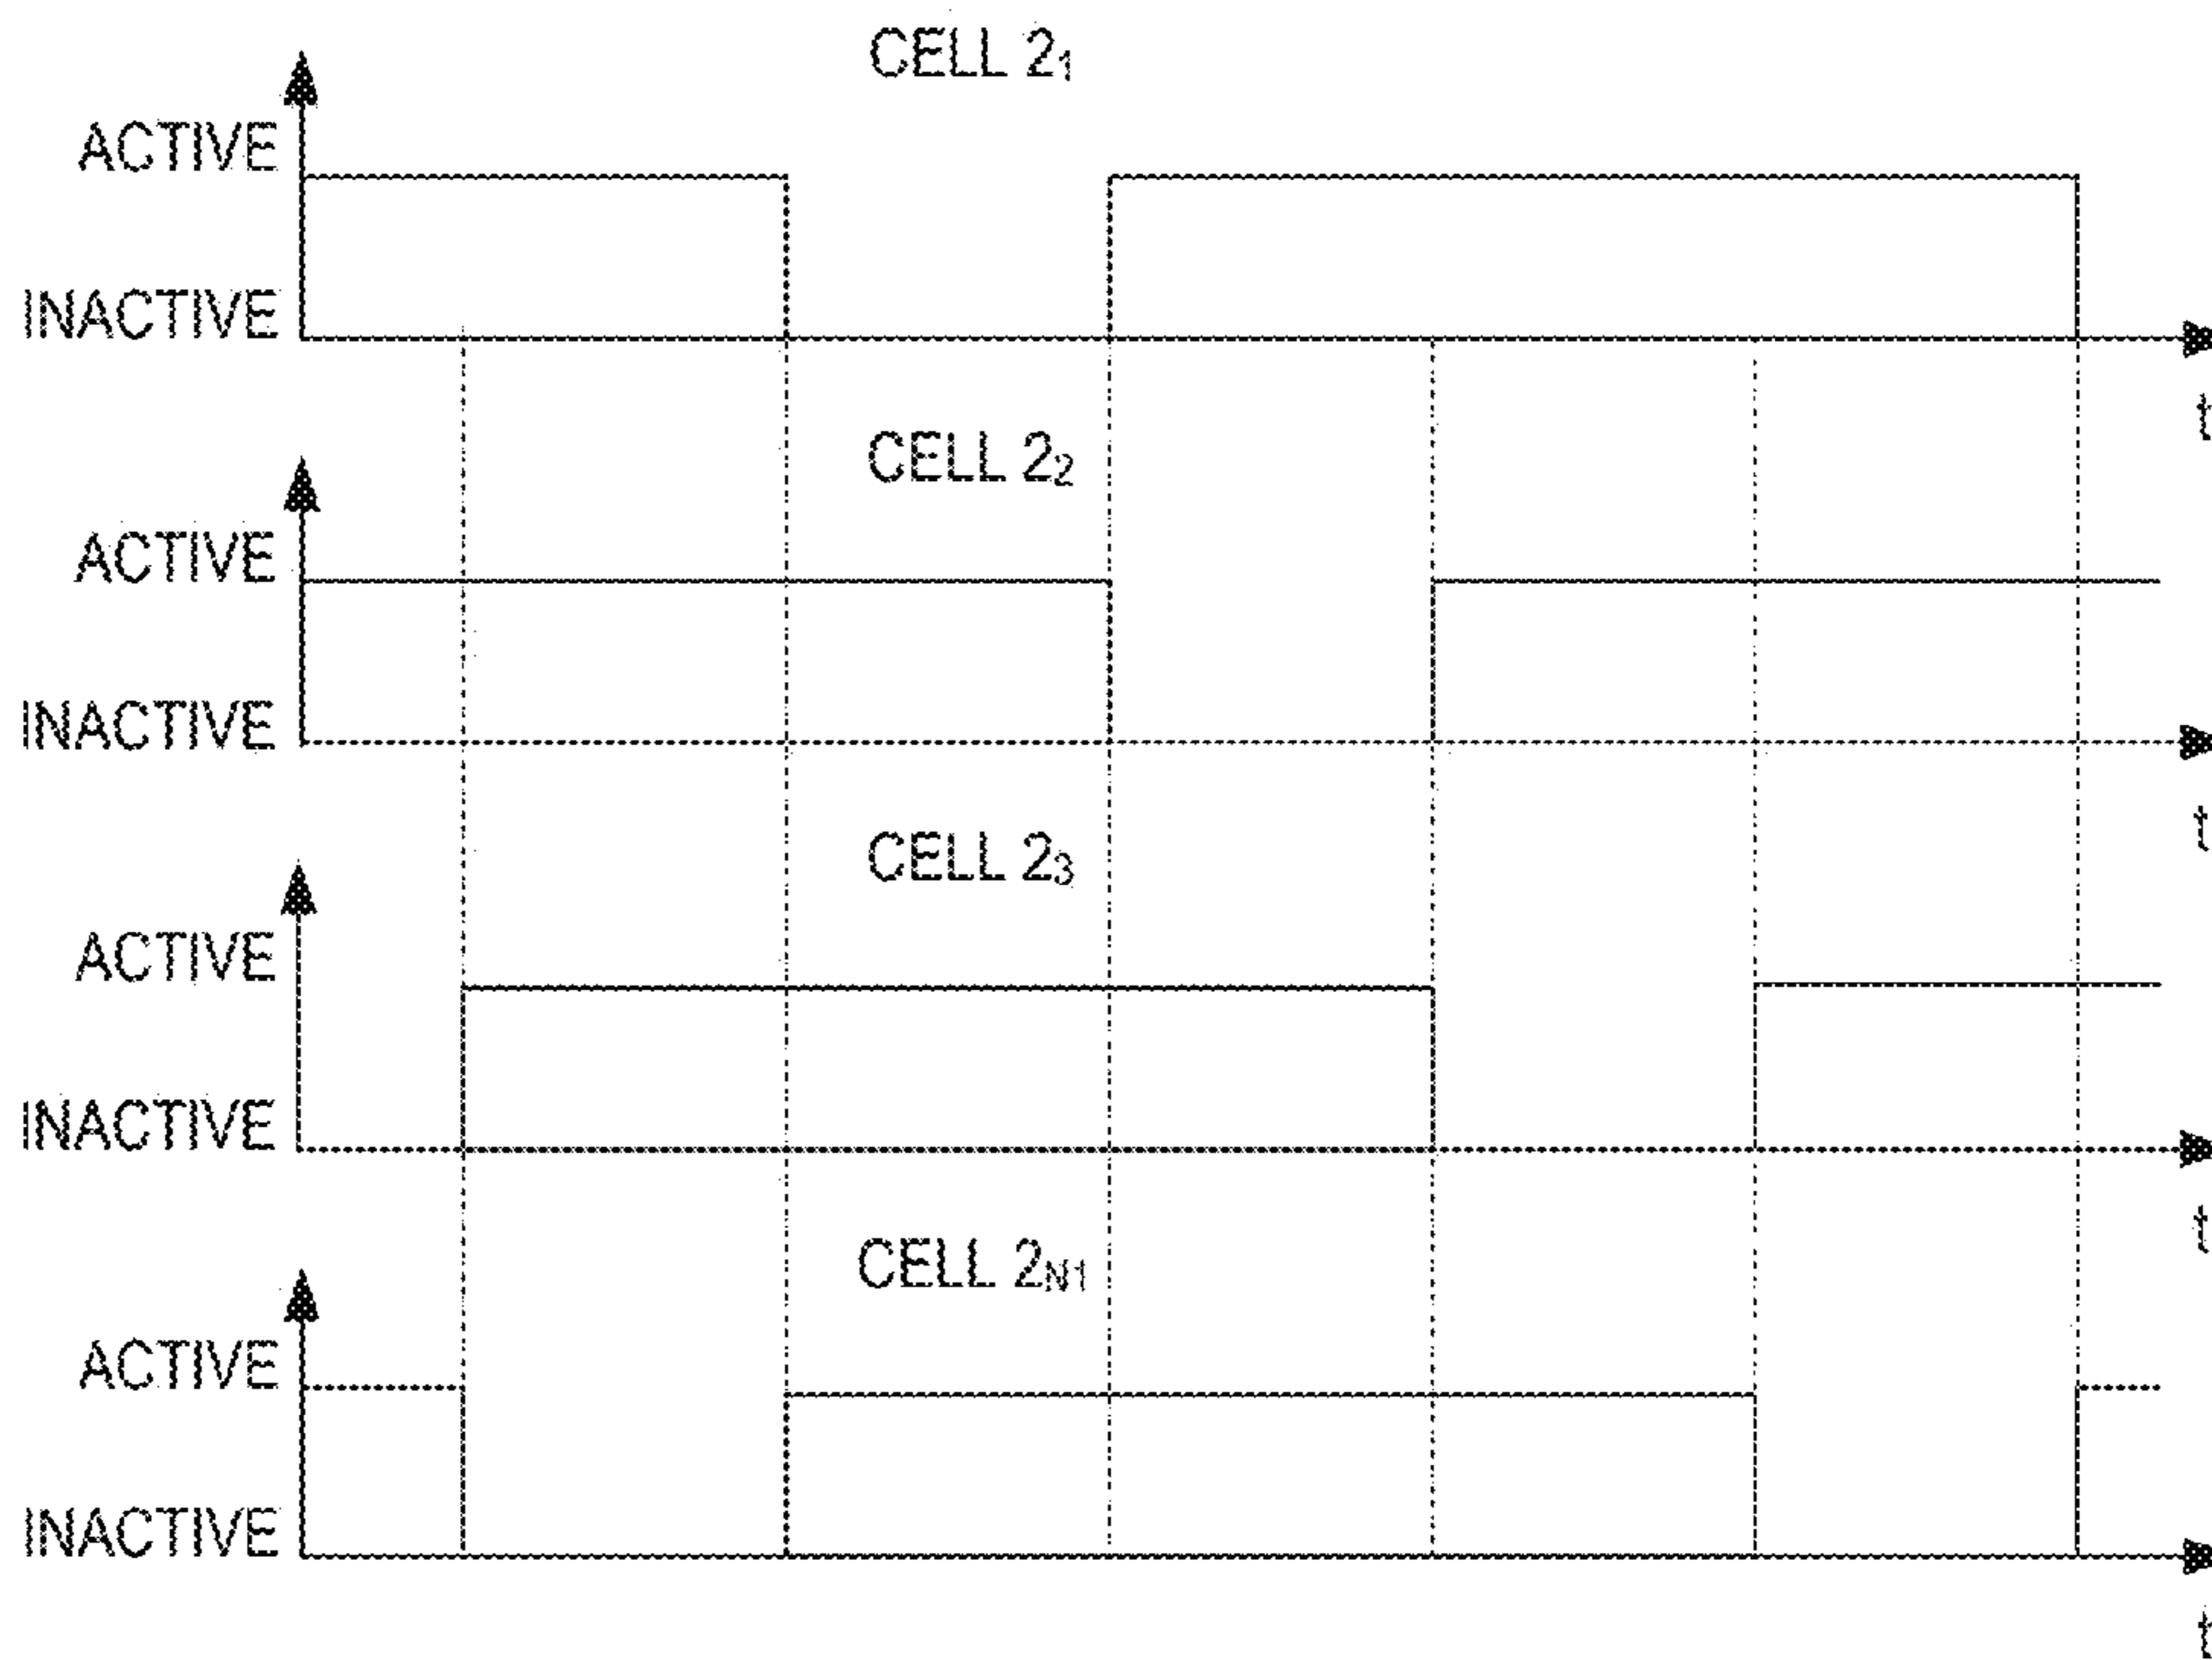 CELL 2₁
ACTIVE
INACTIVE
t
CELL 2₂
ACTIVE
INACTIVE
t
CELL 2₃
ACTIVE
INACTIVE
t
CELL 2N1
ACTIVE
INACTIVE
t